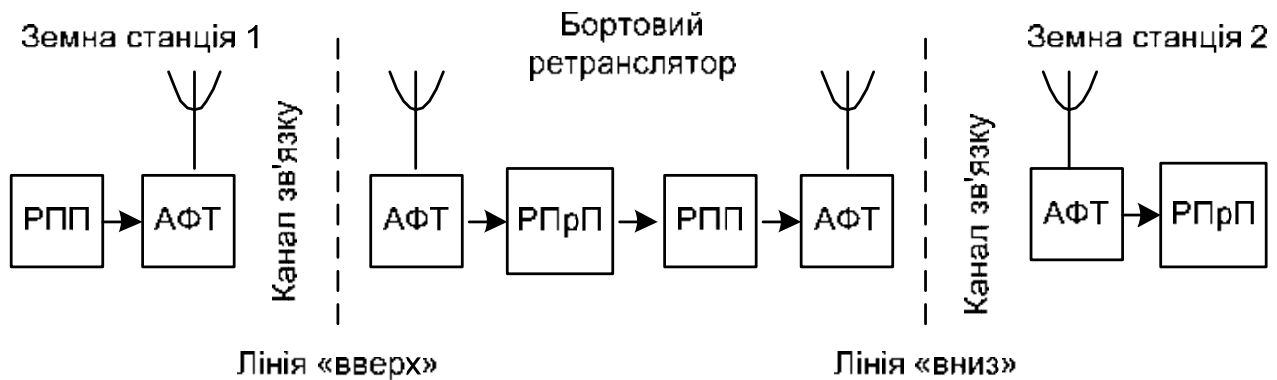 Земна станція 1
Бортовий
ретранслятор
Земна станція 2
РПП
АФТ
Канал зв'язку
АФТ
РПрП
РПП
АФТ
Канал зв'язку
АФТ
РПрП
Лінія «вверх»
Лінія «вниз»